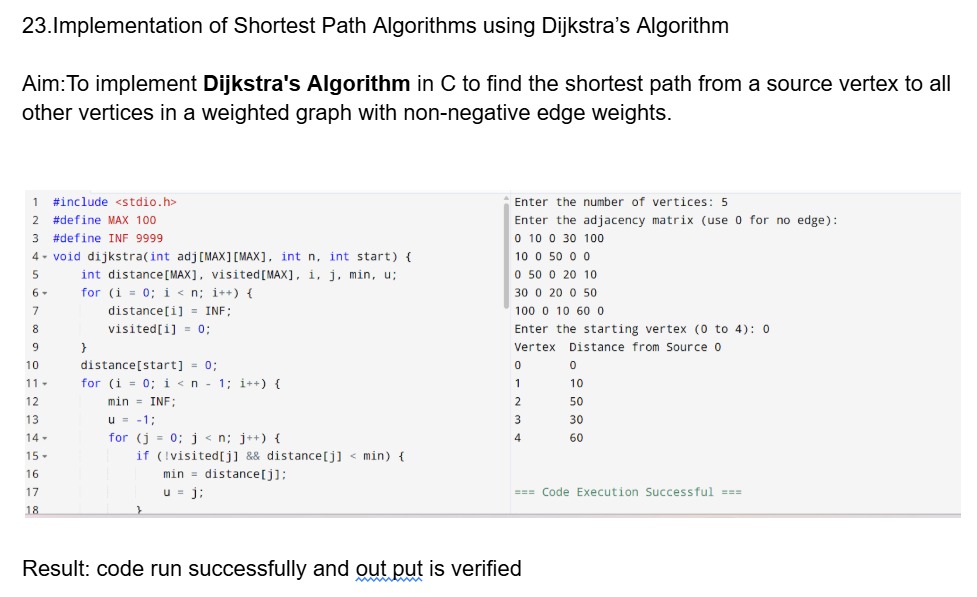 23.Implementation of Shortest Path Algorithms using Dijkstra's Algorithm
Aim:To implement Dijkstra's Algorithm in C to find the shortest path from a source vertex to all
other vertices in a weighted graph with non-negative edge weights.
1 #include <stdio.h>
2 #define MAX 100
3 #define INF 9999
4 void dijkstra(int adj[MAX][MAX], int n, int start) {
5 int distance[MAX], visited[MAX], i, j, min, u;
6 for (i = 0; i < n; i++) {
7 distance[i] = INF;
8 visited[i] = 0;
9 }
10 distance[start] = 0;
11 for (i = 0; i < n - 1; i++) {
12 min = INF;
13 u = -1;
14 for (j = 0; j < n; j++) {
15 if (!visited[j] && distance[j] < min) {
16 min = distance[j];
17 u = j;
18 }
Enter the number of vertices: 5
Enter the adjacency matrix (use 0 for no edge):
0 10 0 30 100
10 0 50 0 0
0 50 0 20 10
30 0 20 0 50
100 0 10 60 0
Enter the starting vertex (0 to 4): 0
Vertex Distance from Source 0
0 0
1 10
2 50
3 30
4 60
=== Code Execution Successful ===
Result: code run successfully and out put is verified